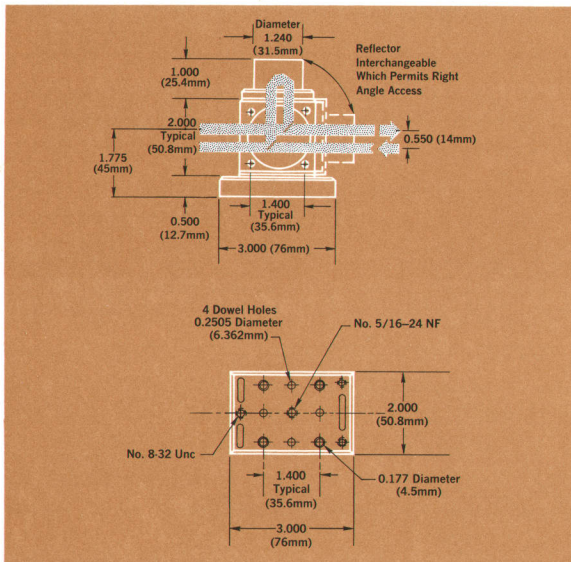 Diameter
1.240
(31.5mm)
Reflector
Interchangeable
Which Permits Right
Angle Access
1.000
(25.4mm)
2.000
Typical
(50.8mm)
0.550 (14mm)
1.775
(45mm)
0.500
(12.7mm)
1.400
Typical
(35.6mm)
3.000 (76mm)
4 Dowel Holes
0.2505 Diameter
(6.362mm)
No. 5/16–24 NF
2.000
(50.8mm)
No. 8-32 Unc
1.400
Typical
(35.6mm)
0.177 Diameter
(4.5mm)
3.000
(76mm)